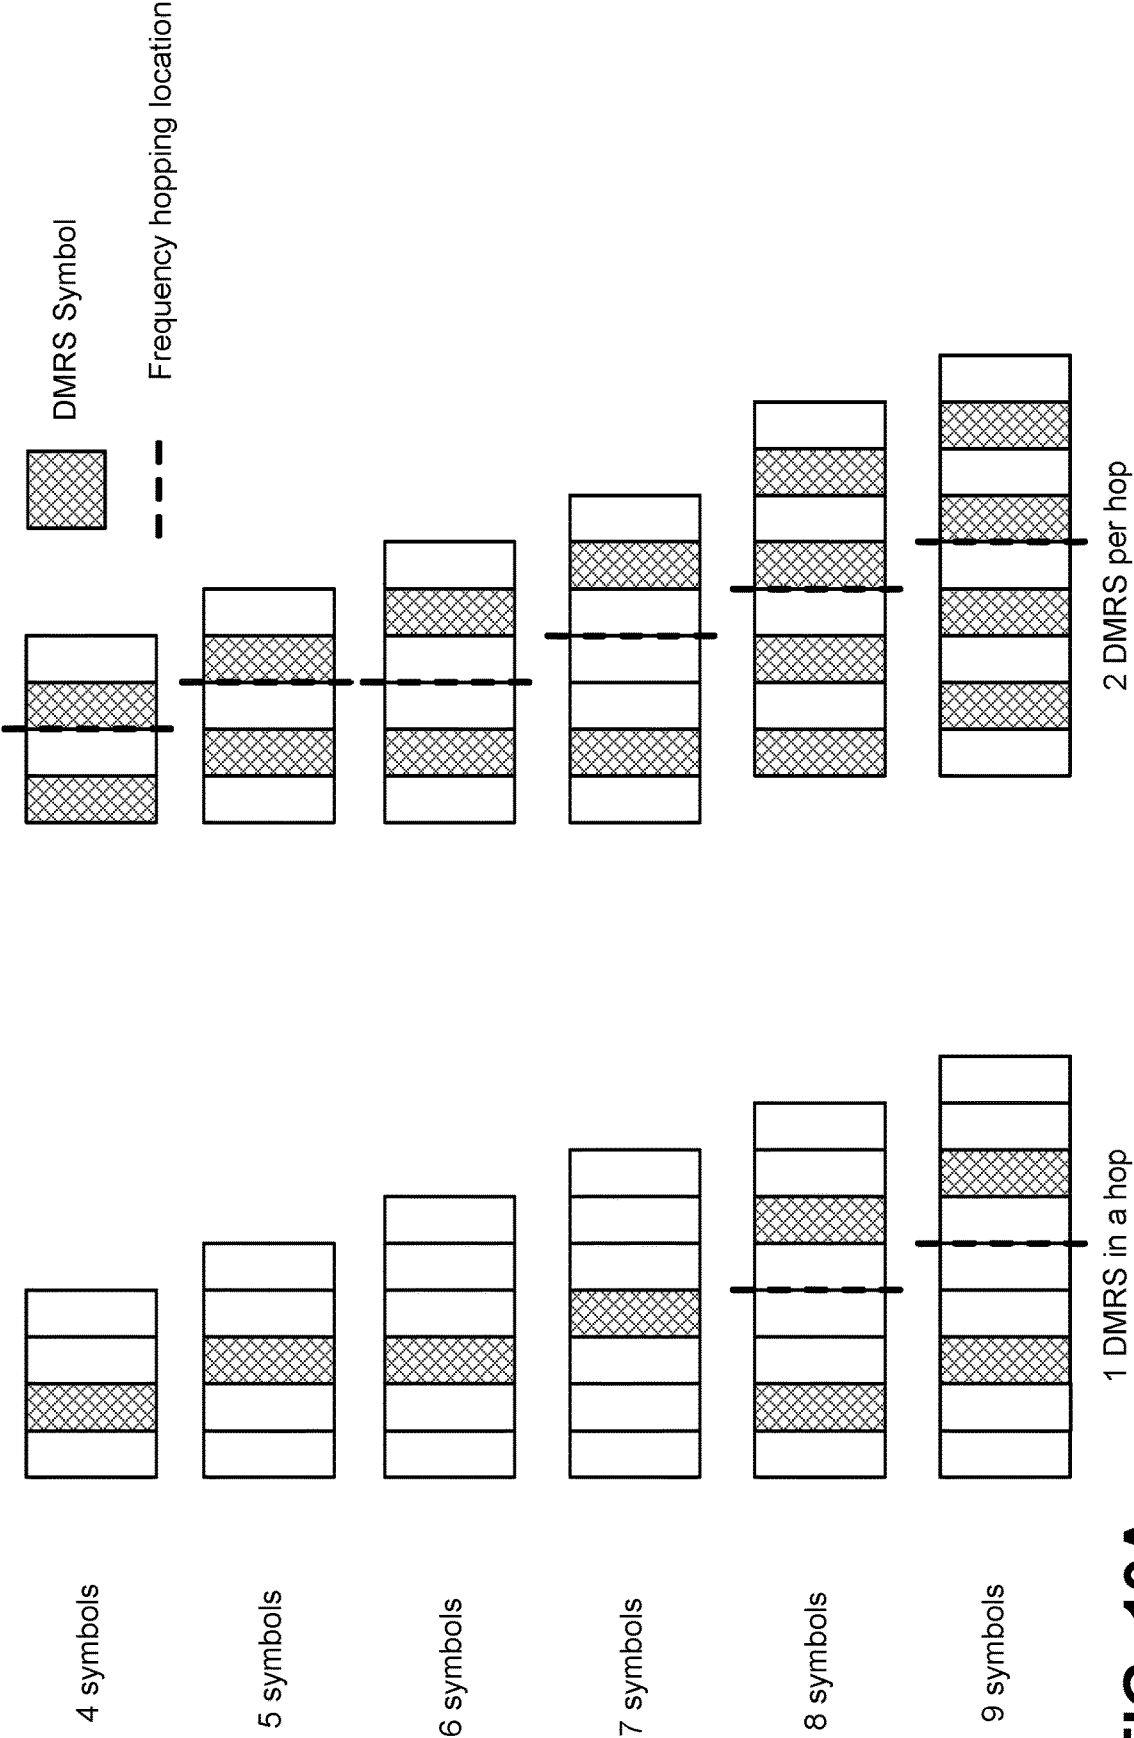 DMRS Symbol
Frequency hopping location
4 symbols
5 symbols
6 symbols
7 symbols
8 symbols
9 symbols
1 DMRS in a hop
2 DMRS per hop